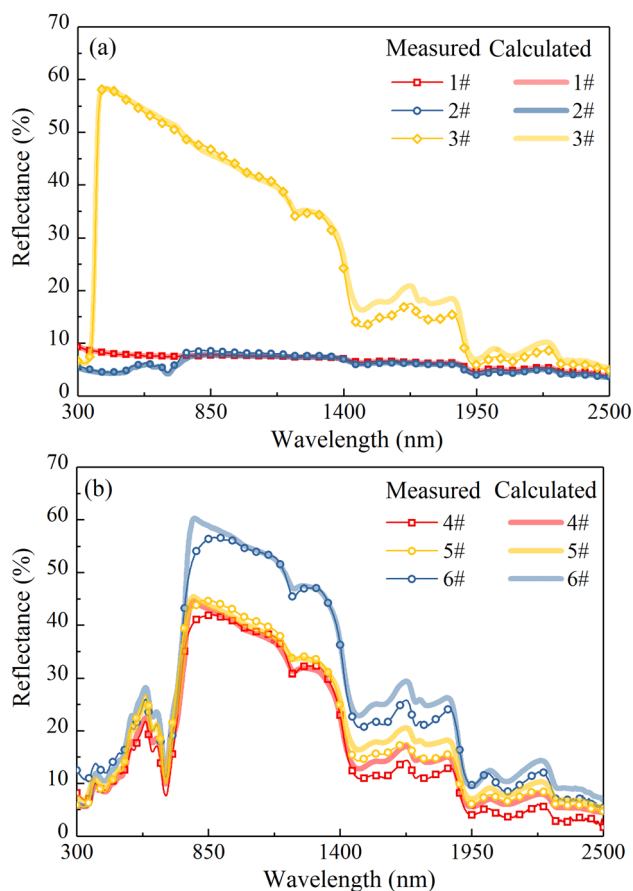 (a)
Measured Calculated
1# 1#
2# 2#
3# 3#
Reflectance (%)
70
60
50
40
30
20
10
0
300 850 1400 1950 2500
Wavelength (nm)
(b)
Measured Calculated
4# 4#
5# 5#
6# 6#
Reflectance (%)
70
60
50
40
30
20
10
0
300 850 1400 1950 2500
Wavelength (nm)